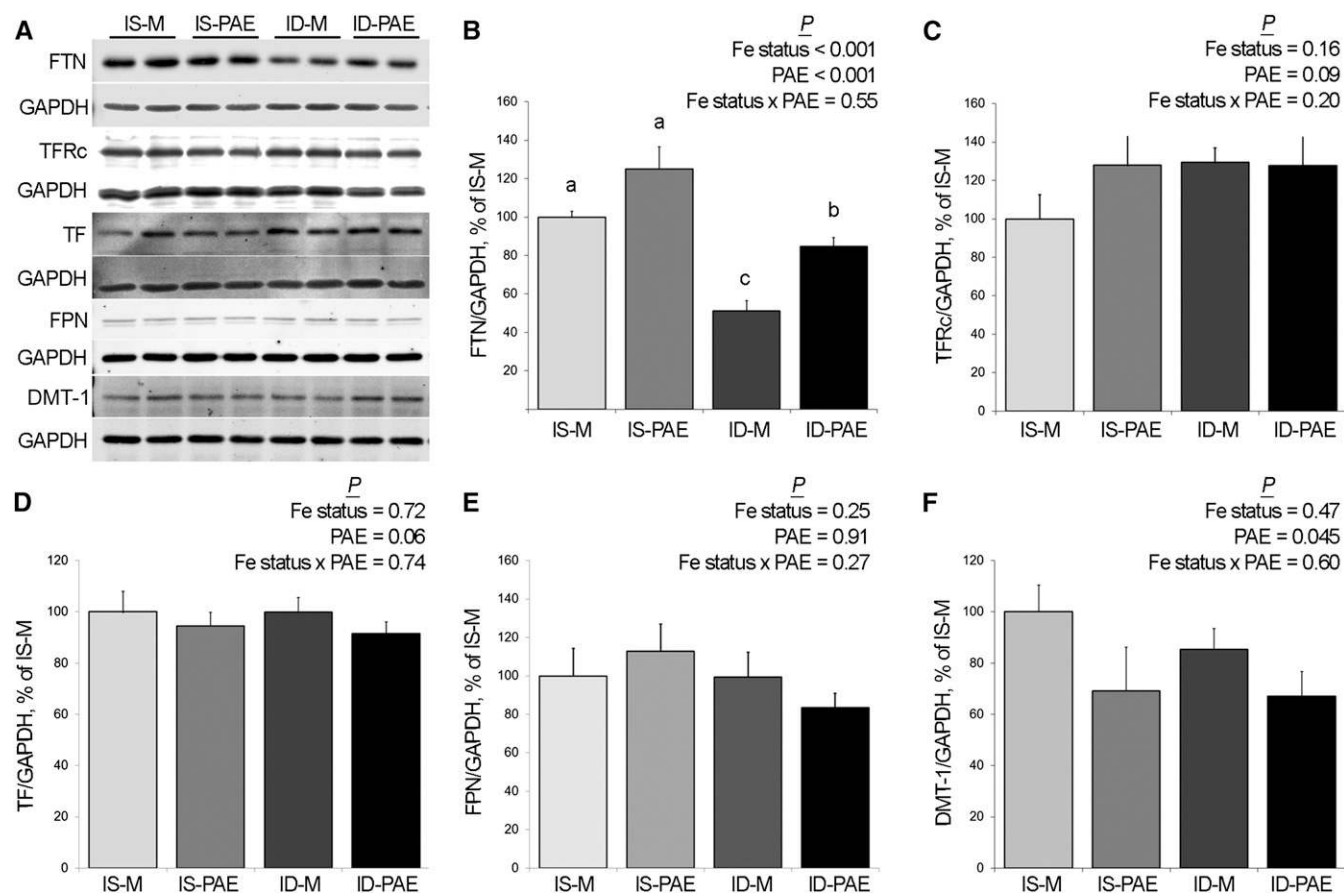 A
IS-M IS-PAE ID-M ID-PAE
FTN
GAPDH
TFRc
GAPDH
TF
GAPDH
FPN
GAPDH
DMT-1
GAPDH
B
P
Fe status < 0.001
PAE < 0.001
Fe status x PAE = 0.55
FTN/GAPDH, % of IS-M
160
140
120
100
80
60
40
20
0
a
a
c
b
IS-M IS-PAE ID-M ID-PAE
C
P
Fe status = 0.16
PAE = 0.09
Fe status x PAE = 0.20
TFRc/GAPDH, % of IS-M
160
140
120
100
80
60
40
20
0
IS-M IS-PAE ID-M ID-PAE
D
P
Fe status = 0.72
PAE = 0.06
Fe status x PAE = 0.74
TF/GAPDH, % of IS-M
120
100
80
60
40
20
0
IS-M IS-PAE ID-M ID-PAE
E
P
Fe status = 0.25
PAE = 0.91
Fe status x PAE = 0.27
FPN/GAPDH, % of IS-M
160
140
120
100
80
60
40
20
0
IS-M IS-PAE ID-M ID-PAE
F
P
Fe status = 0.47
PAE = 0.045
Fe status x PAE = 0.60
DMT-1/GAPDH, % of IS-M
120
100
80
60
40
20
0
IS-M IS-PAE ID-M ID-PAE